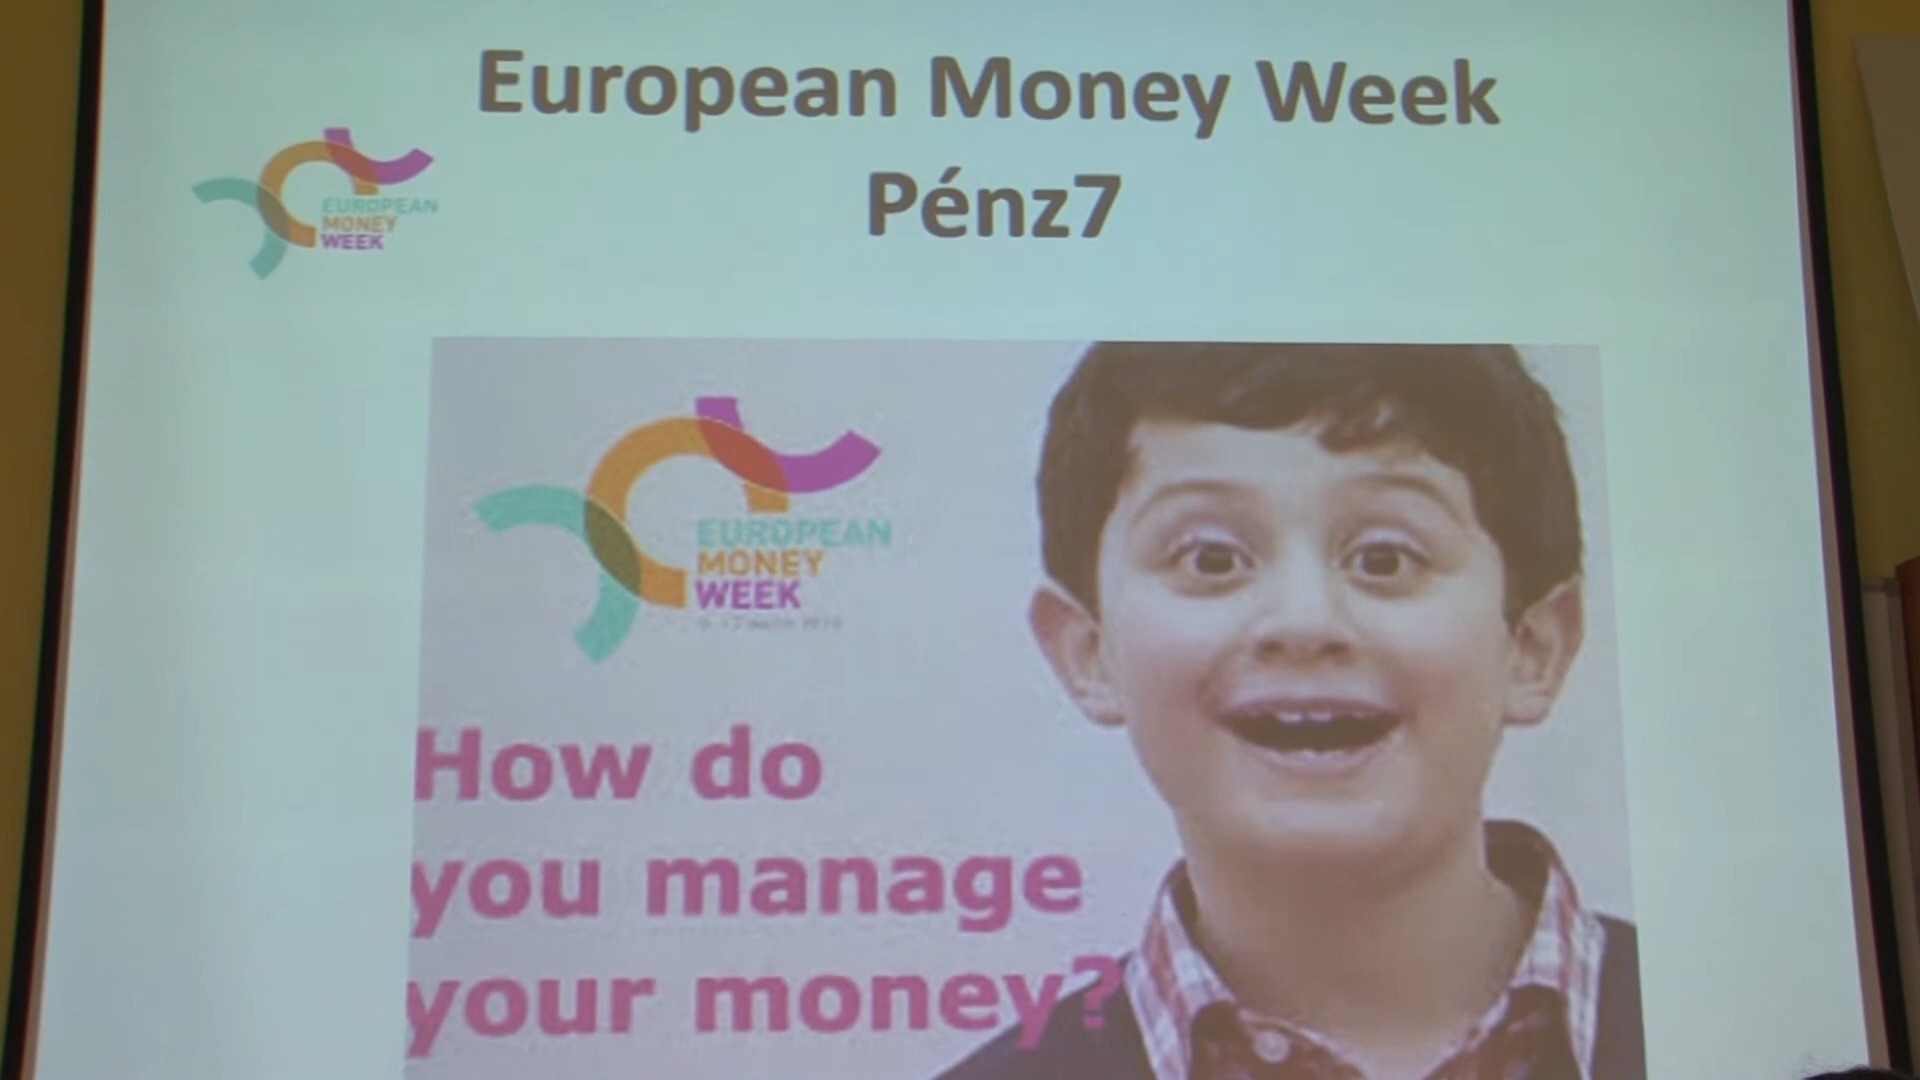 European Money Week
Pénz7
EUROPEAN
MONEY
WEEK
EUROPEAN
MONEY
WEEK
How do
you manage
your money?